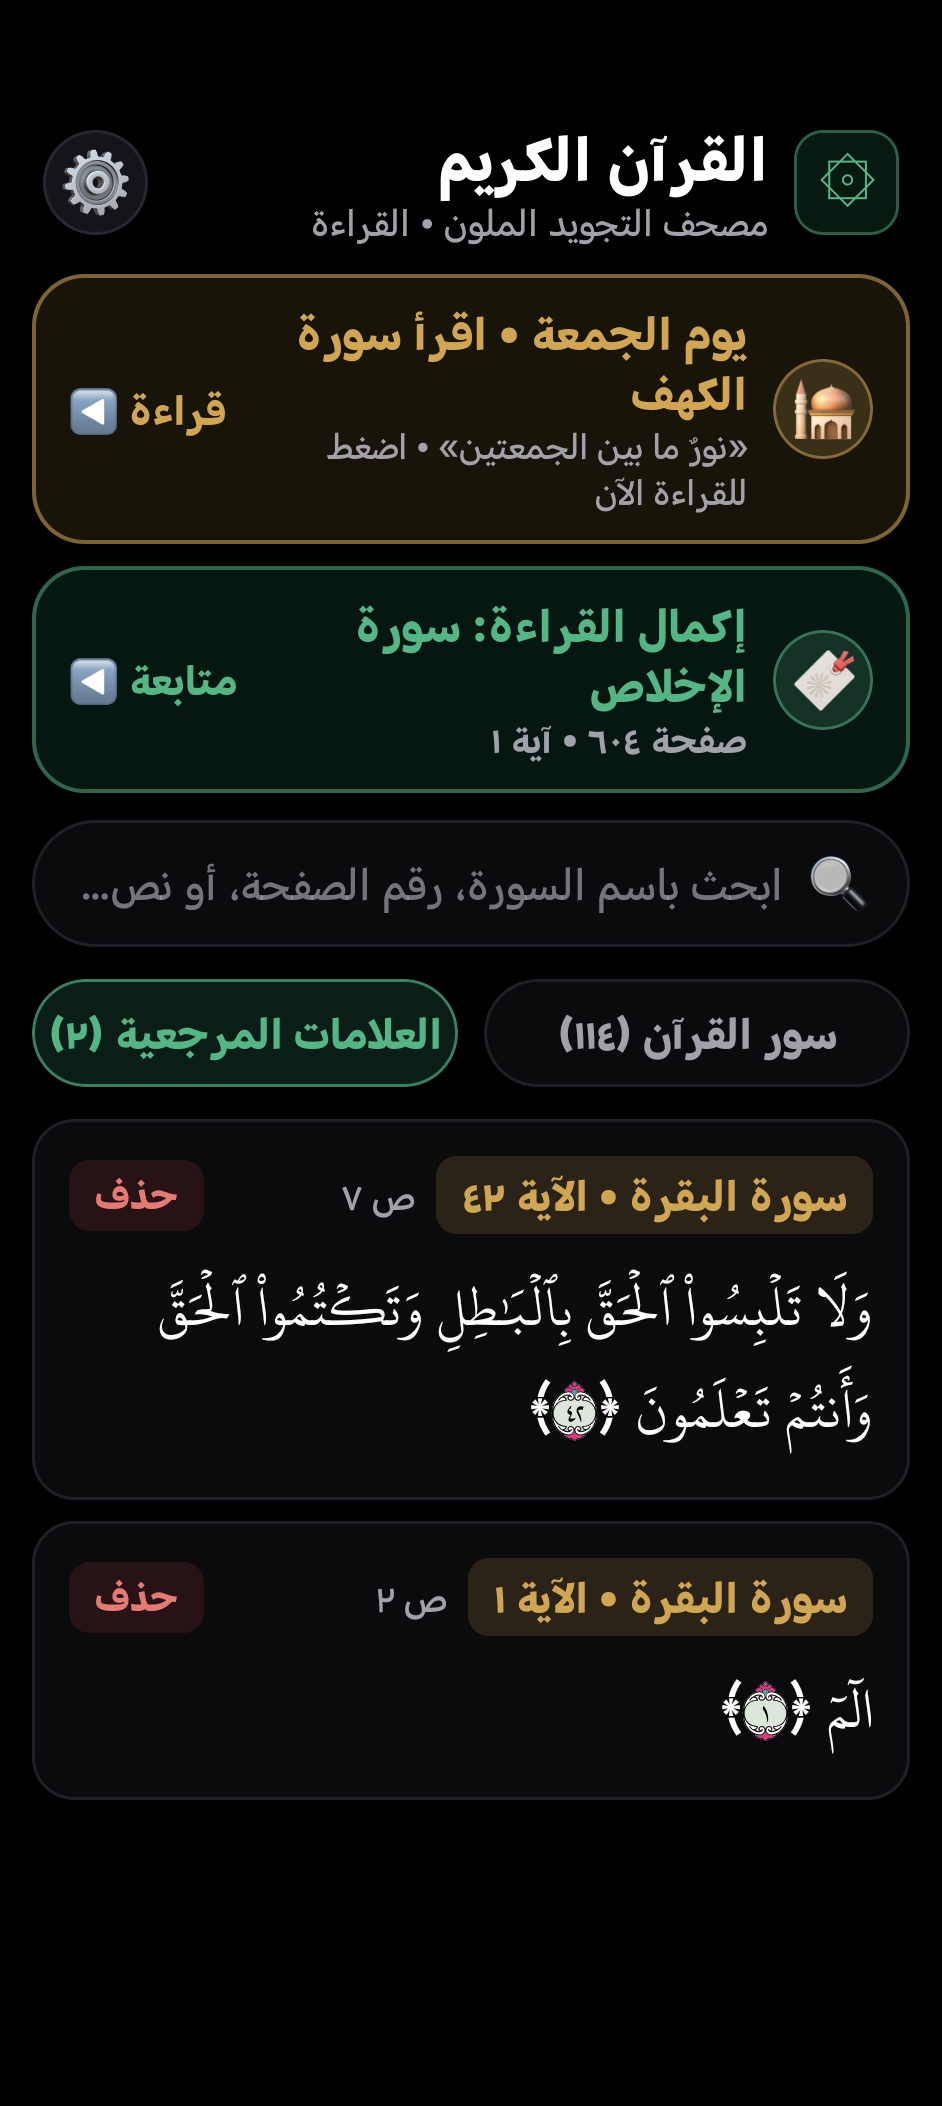 القرآن الكريم
مصحف التجويد الملون • القراءة
يوم الجمعة • اقرأ سورة
الكهف
«نورٌ ما بين الجمعتين» • اضغط
للقراءة الآن
قراءة
إكمال القراءة: سورة
الإخلاص
صفحة ٦٠٤ • آية ١
متابعة
ابحث باسم السورة، رقم الصفحة، أو نص...
سور القرآن (١١٤)
العلامات المرجعية (٢)
سورة البقرة • الآية ٤٢
ص ٧
حذف
وَلَا تَلۡبِسُواْ ٱلۡحَقَّ بِٱلۡبَٰطِلِ وَتَكۡتُمُواْ ٱلۡحَقَّ
وَأَنتُمۡ تَعۡلَمُونَ ﴿٤٢﴾
سورة البقرة • الآية ١
ص ٢
حذف
الٓمٓ ﴿١﴾